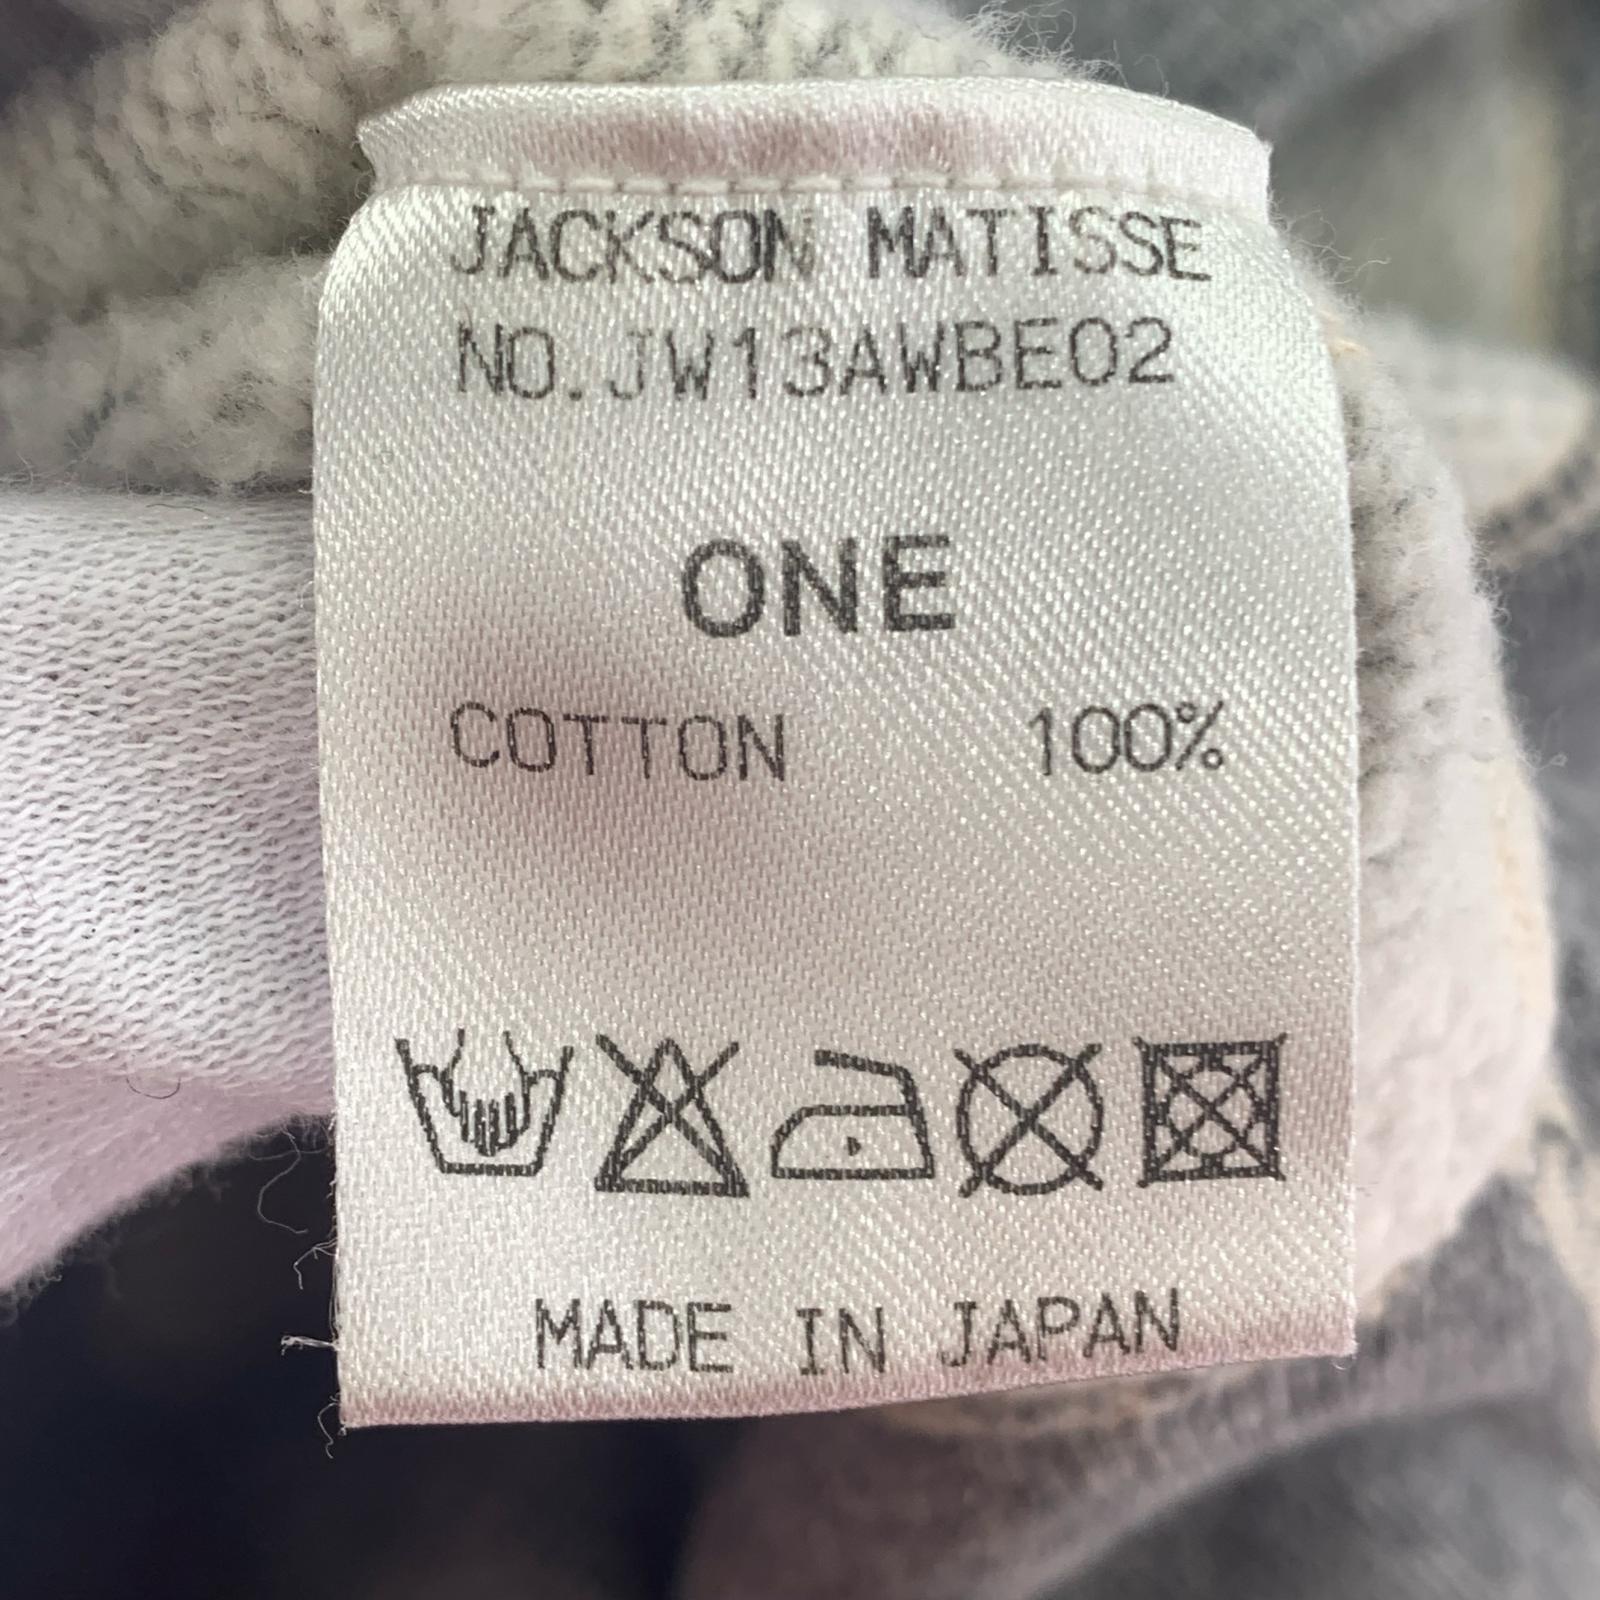 JACKSON MATISSE
NO.JW13AWBE02
ONE
COTTON 100%
MADE IN JAPAN